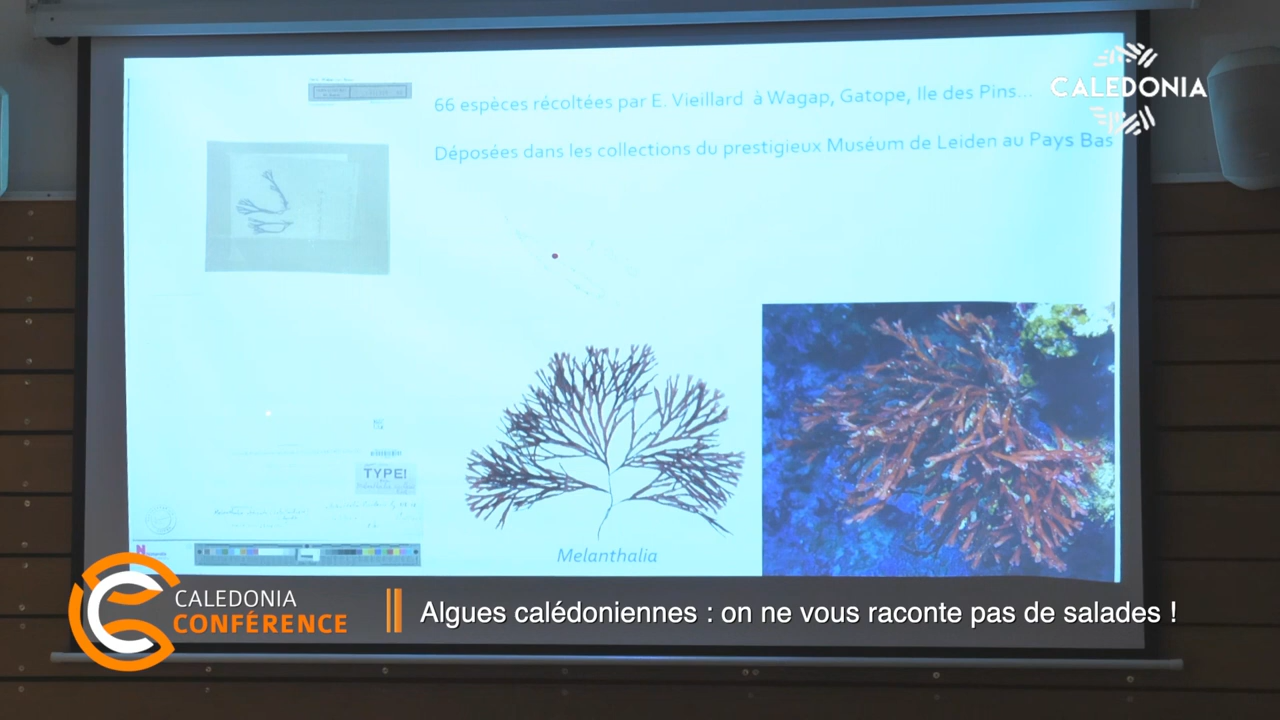 66 espèces récoltées par E. Vieillard à Wagap, Gatope, Ile des Pins...
CALEDONIA
Déposées dans les collections du prestigieux Muséum de Leiden au Pays Bas
TYPE!
Melanthalia
CALEDONIA
CONFÉRENCE
Algues calédoniennes : on ne vous raconte pas de salades !